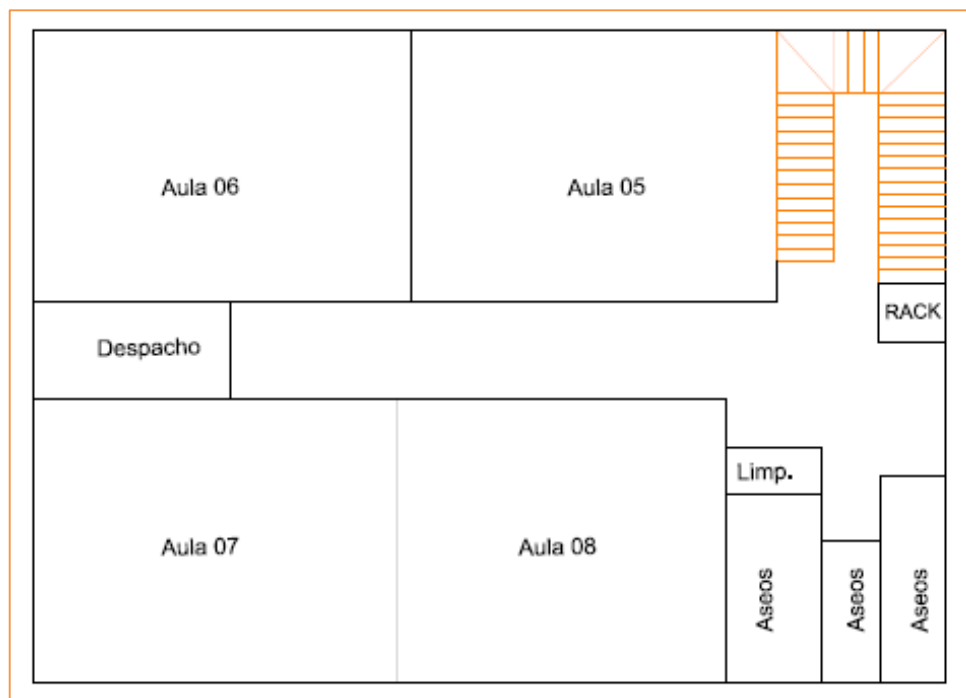 Aula 06
Aula 05
RACK
Despacho
Limp.
Aula 07
Aula 08
Aseos
Aseos
Aseos